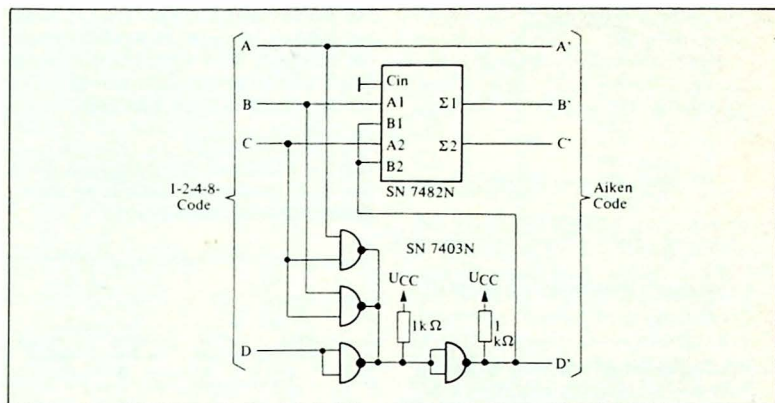 A A'
Cin
B A1 Σ1 B'
B1
C A2 Σ2 C'
B2
SN 7482N
1-2-4-8-
Code
Aiken
Code
SN 7403N
UCC UCC
1kΩ 1
kΩ
D D'